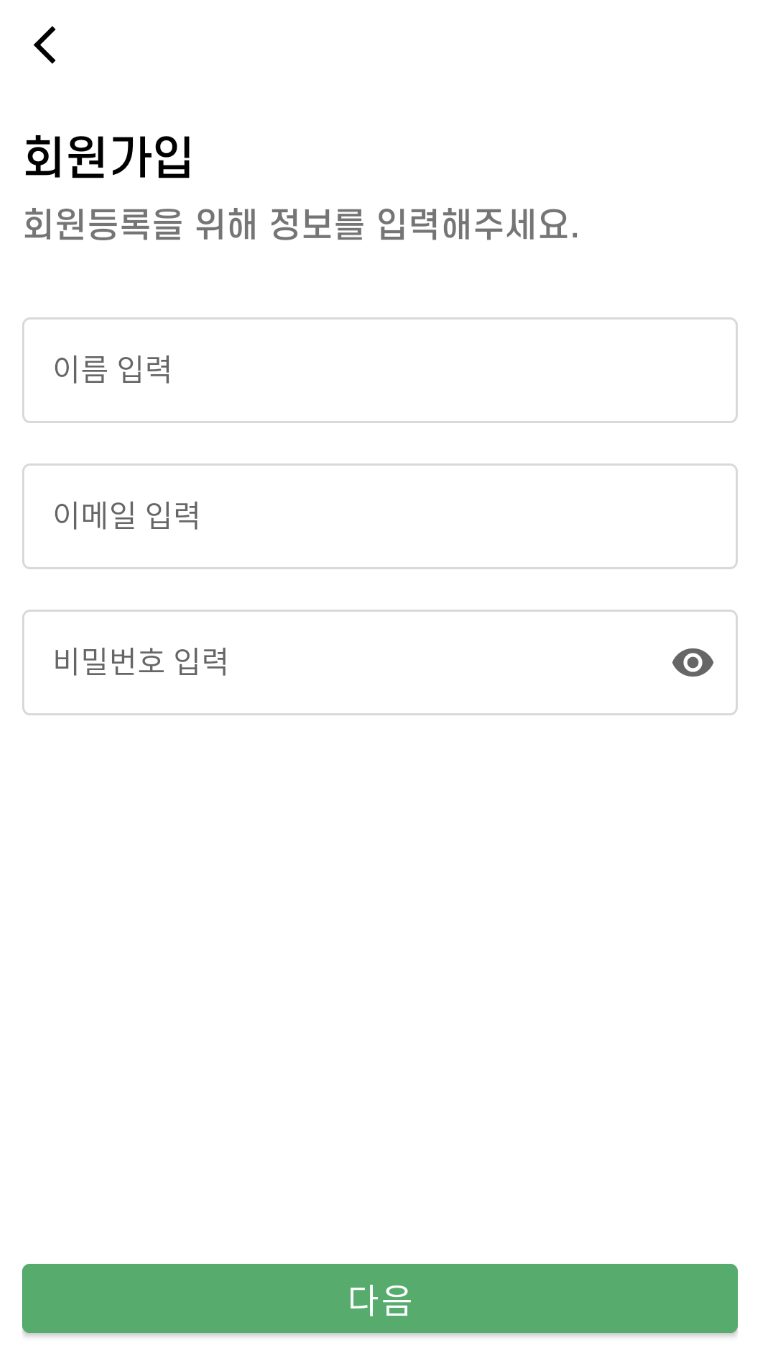 회원가입
회원등록을 위해 정보를 입력해주세요.
이름 입력
이메일 입력
비밀번호 입력
다음